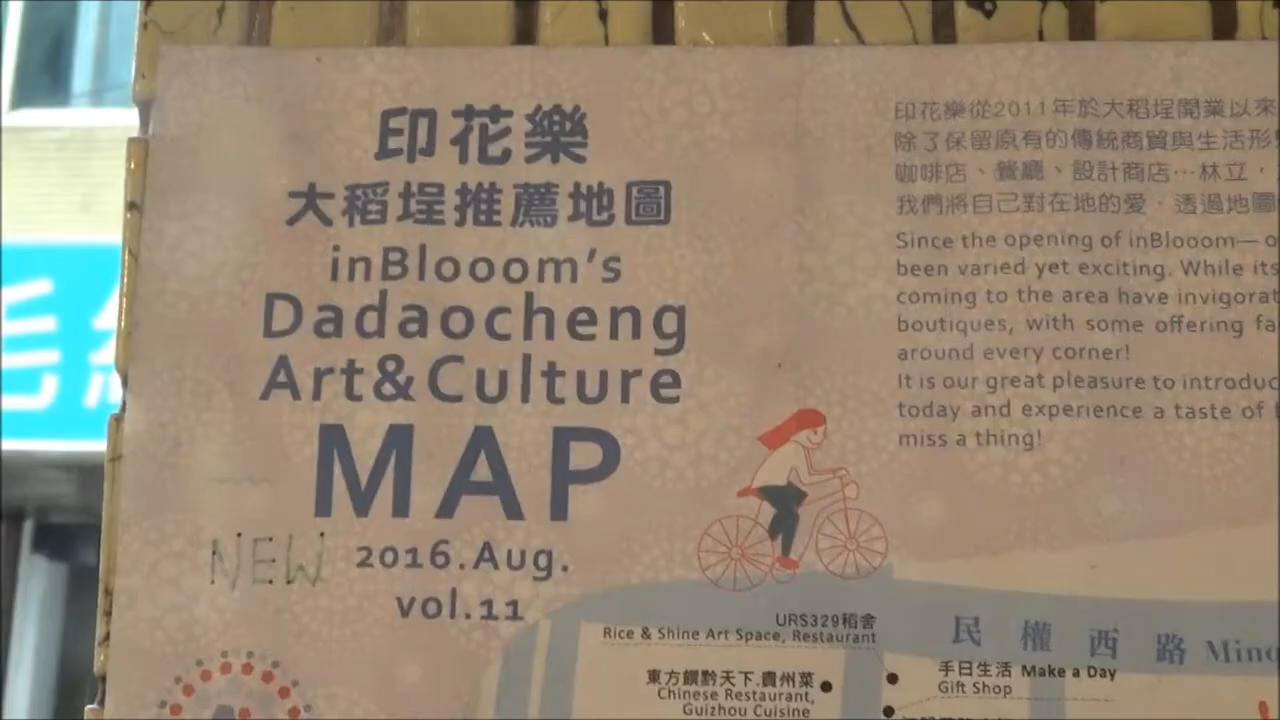 印花樂
大稻埕推薦地圖
inBlooom’s
Dadaocheng
Art&Culture
MAP
NEW
2016.Aug.
vol.11
印花樂從2011年於大稻埕開業以來
除了保留原有的傳統商貿與生活形
咖啡店、餐廳、設計商店…林立，
我們將自己對在地的愛，透過地圖
Since the opening of inBlooom—
been varied yet exciting. While its
coming to the area have invigorat
boutiques, with some offering fa
around every corner!
It is our great pleasure to introduc
today and experience a taste of
miss a thing!
URS329稻舍
Rice & Shine Art Space, Restaurant
民權西路 Min
東方饌黔天下.貴州菜
Chinese Restaurant,
Guizhou Cuisine
手日生活 Make a Day
Gift Shop
毛